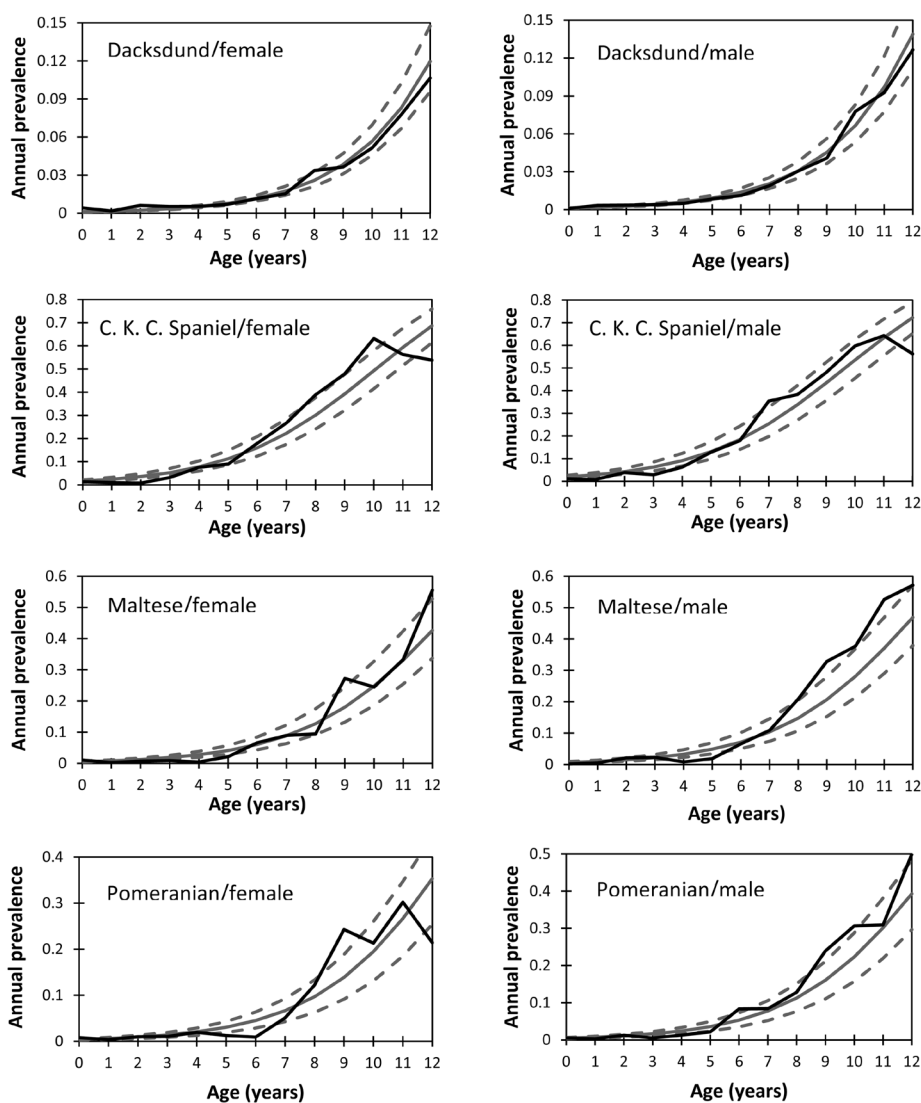 Dacksdund/female
Annual prevalence
0.15
0.12
0.09
0.06
0.03
0
0 1 2 3 4 5 6 7 8 9 10 11 12
Age (years)
Dacksdund/male
Annual prevalence
0.15
0.12
0.09
0.06
0.03
0
0 1 2 3 4 5 6 7 8 9 10 11 12
Age (years)
C. K. C. Spaniel/female
Annual prevalence
0.8
0.7
0.6
0.5
0.4
0.3
0.2
0.1
0
0 1 2 3 4 5 6 7 8 9 10 11 12
Age (years)
C. K. C. Spaniel/male
Annual prevalence
0.8
0.7
0.6
0.5
0.4
0.3
0.2
0.1
0
0 1 2 3 4 5 6 7 8 9 10 11 12
Age (years)
Maltese/female
Annual prevalence
0.6
0.5
0.4
0.3
0.2
0.1
0
0 1 2 3 4 5 6 7 8 9 10 11 12
Age (years)
Maltese/male
Annual prevalence
0.6
0.5
0.4
0.3
0.2
0.1
0
0 1 2 3 4 5 6 7 8 9 10 11 12
Age (years)
Pomeranian/female
Annual prevalence
0.4
0.3
0.2
0.1
0
0 1 2 3 4 5 6 7 8 9 10 11 12
Age (years)
Pomeranian/male
Annual prevalence
0.5
0.4
0.3
0.2
0.1
0
0 1 2 3 4 5 6 7 8 9 10 11 12
Age (years)